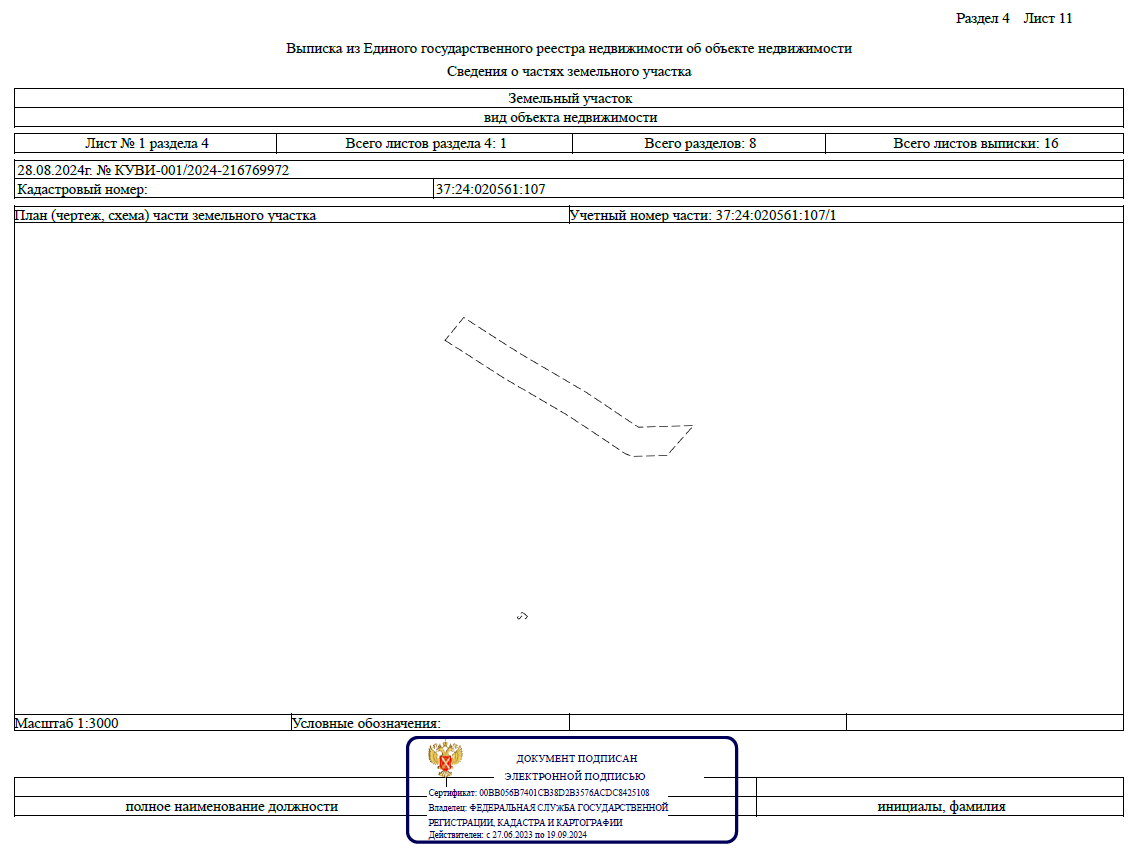 Раздел 4 Лист 11
Выписка из Единого государственного реестра недвижимости об объекте недвижимости
Сведения о частях земельного участка
Земельный участок
вид объекта недвижимости
Лист № 1 раздела 4 Всего листов раздела 4: 1 Всего разделов: 8 Всего листов выписки: 16
28.08.2024г. № КУВИ-001/2024-216769972
Кадастровый номер: 37:24:020561:107
План (чертеж, схема) части земельного участка Учетный номер части: 37:24:020561:107/1
Масштаб 1:3000 Условные обозначения:
ДОКУМЕНТ ПОДПИСАН
ЭЛЕКТРОННОЙ ПОДПИСЬЮ
Сертификат: 00BB056B7401CB38D2B3576ACDC8425108
Владелец: ФЕДЕРАЛЬНАЯ СЛУЖБА ГОСУДАРСТВЕННОЙ
РЕГИСТРАЦИИ, КАДАСТРА И КАРТОГРАФИИ
Действителен: с 27.06.2023 по 19.09.2024
полное наименование должности инициалы, фамилия